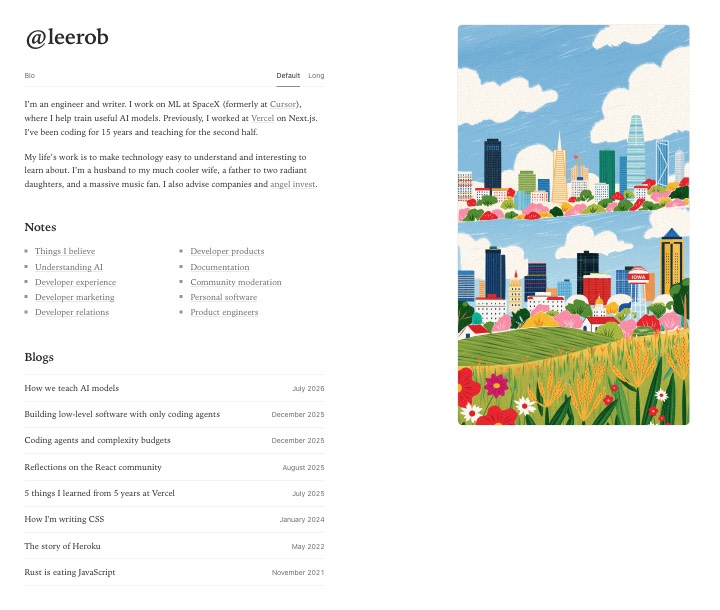 @leerob
Bio
Default
Long
I'm an engineer and writer. I work on ML at SpaceX (formerly at Cursor),
where I help train useful AI models. Previously, I worked at Vercel on Next.js.
I've been coding for 15 years and teaching for the second half.
My life's work is to make technology easy to understand and interesting to
learn about. I'm a husband to my much cooler wife, a father to two radiant
daughters, and a massive music fan. I also advise companies and angel invest.
Notes
Things I believe
Understanding AI
Developer experience
Developer marketing
Developer relations
Developer products
Documentation
Community moderation
Personal software
Product engineers
Blogs
How we teach AI models July 2026
Building low-level software with only coding agents December 2025
Coding agents and complexity budgets December 2025
Reflections on the React community August 2025
5 things I learned from 5 years at Vercel July 2025
How I'm writing CSS January 2024
The story of Heroku May 2022
Rust is eating JavaScript November 2021
IOWA